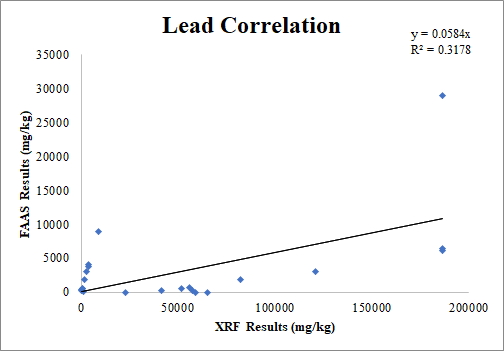 Lead Correlation
y = 0.0584x
R² = 0.3178
35000
30000
25000
20000
15000
10000
5000
0
FAAS Results (mg/kg)
0 50000 100000 150000 200000
XRF Results (mg/kg)